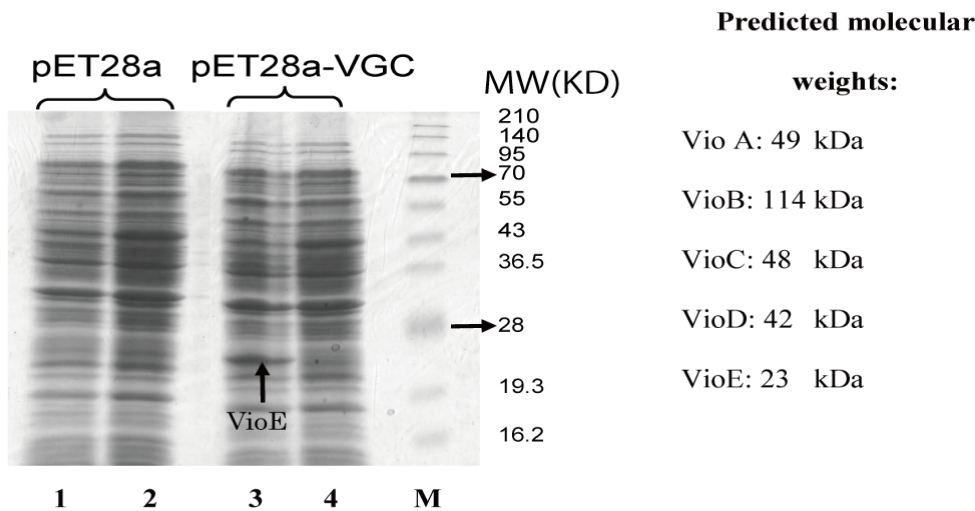 Predicted molecular
weights:
pET28a pET28a-VGC
MW(KD)
210
140
95
70
55
43
36.5
28
19.3
16.2
Vio A: 49 kDa
VioB: 114 kDa
VioC: 48 kDa
VioD: 42 kDa
VioE: 23 kDa
VioE
1 2 3 4 M